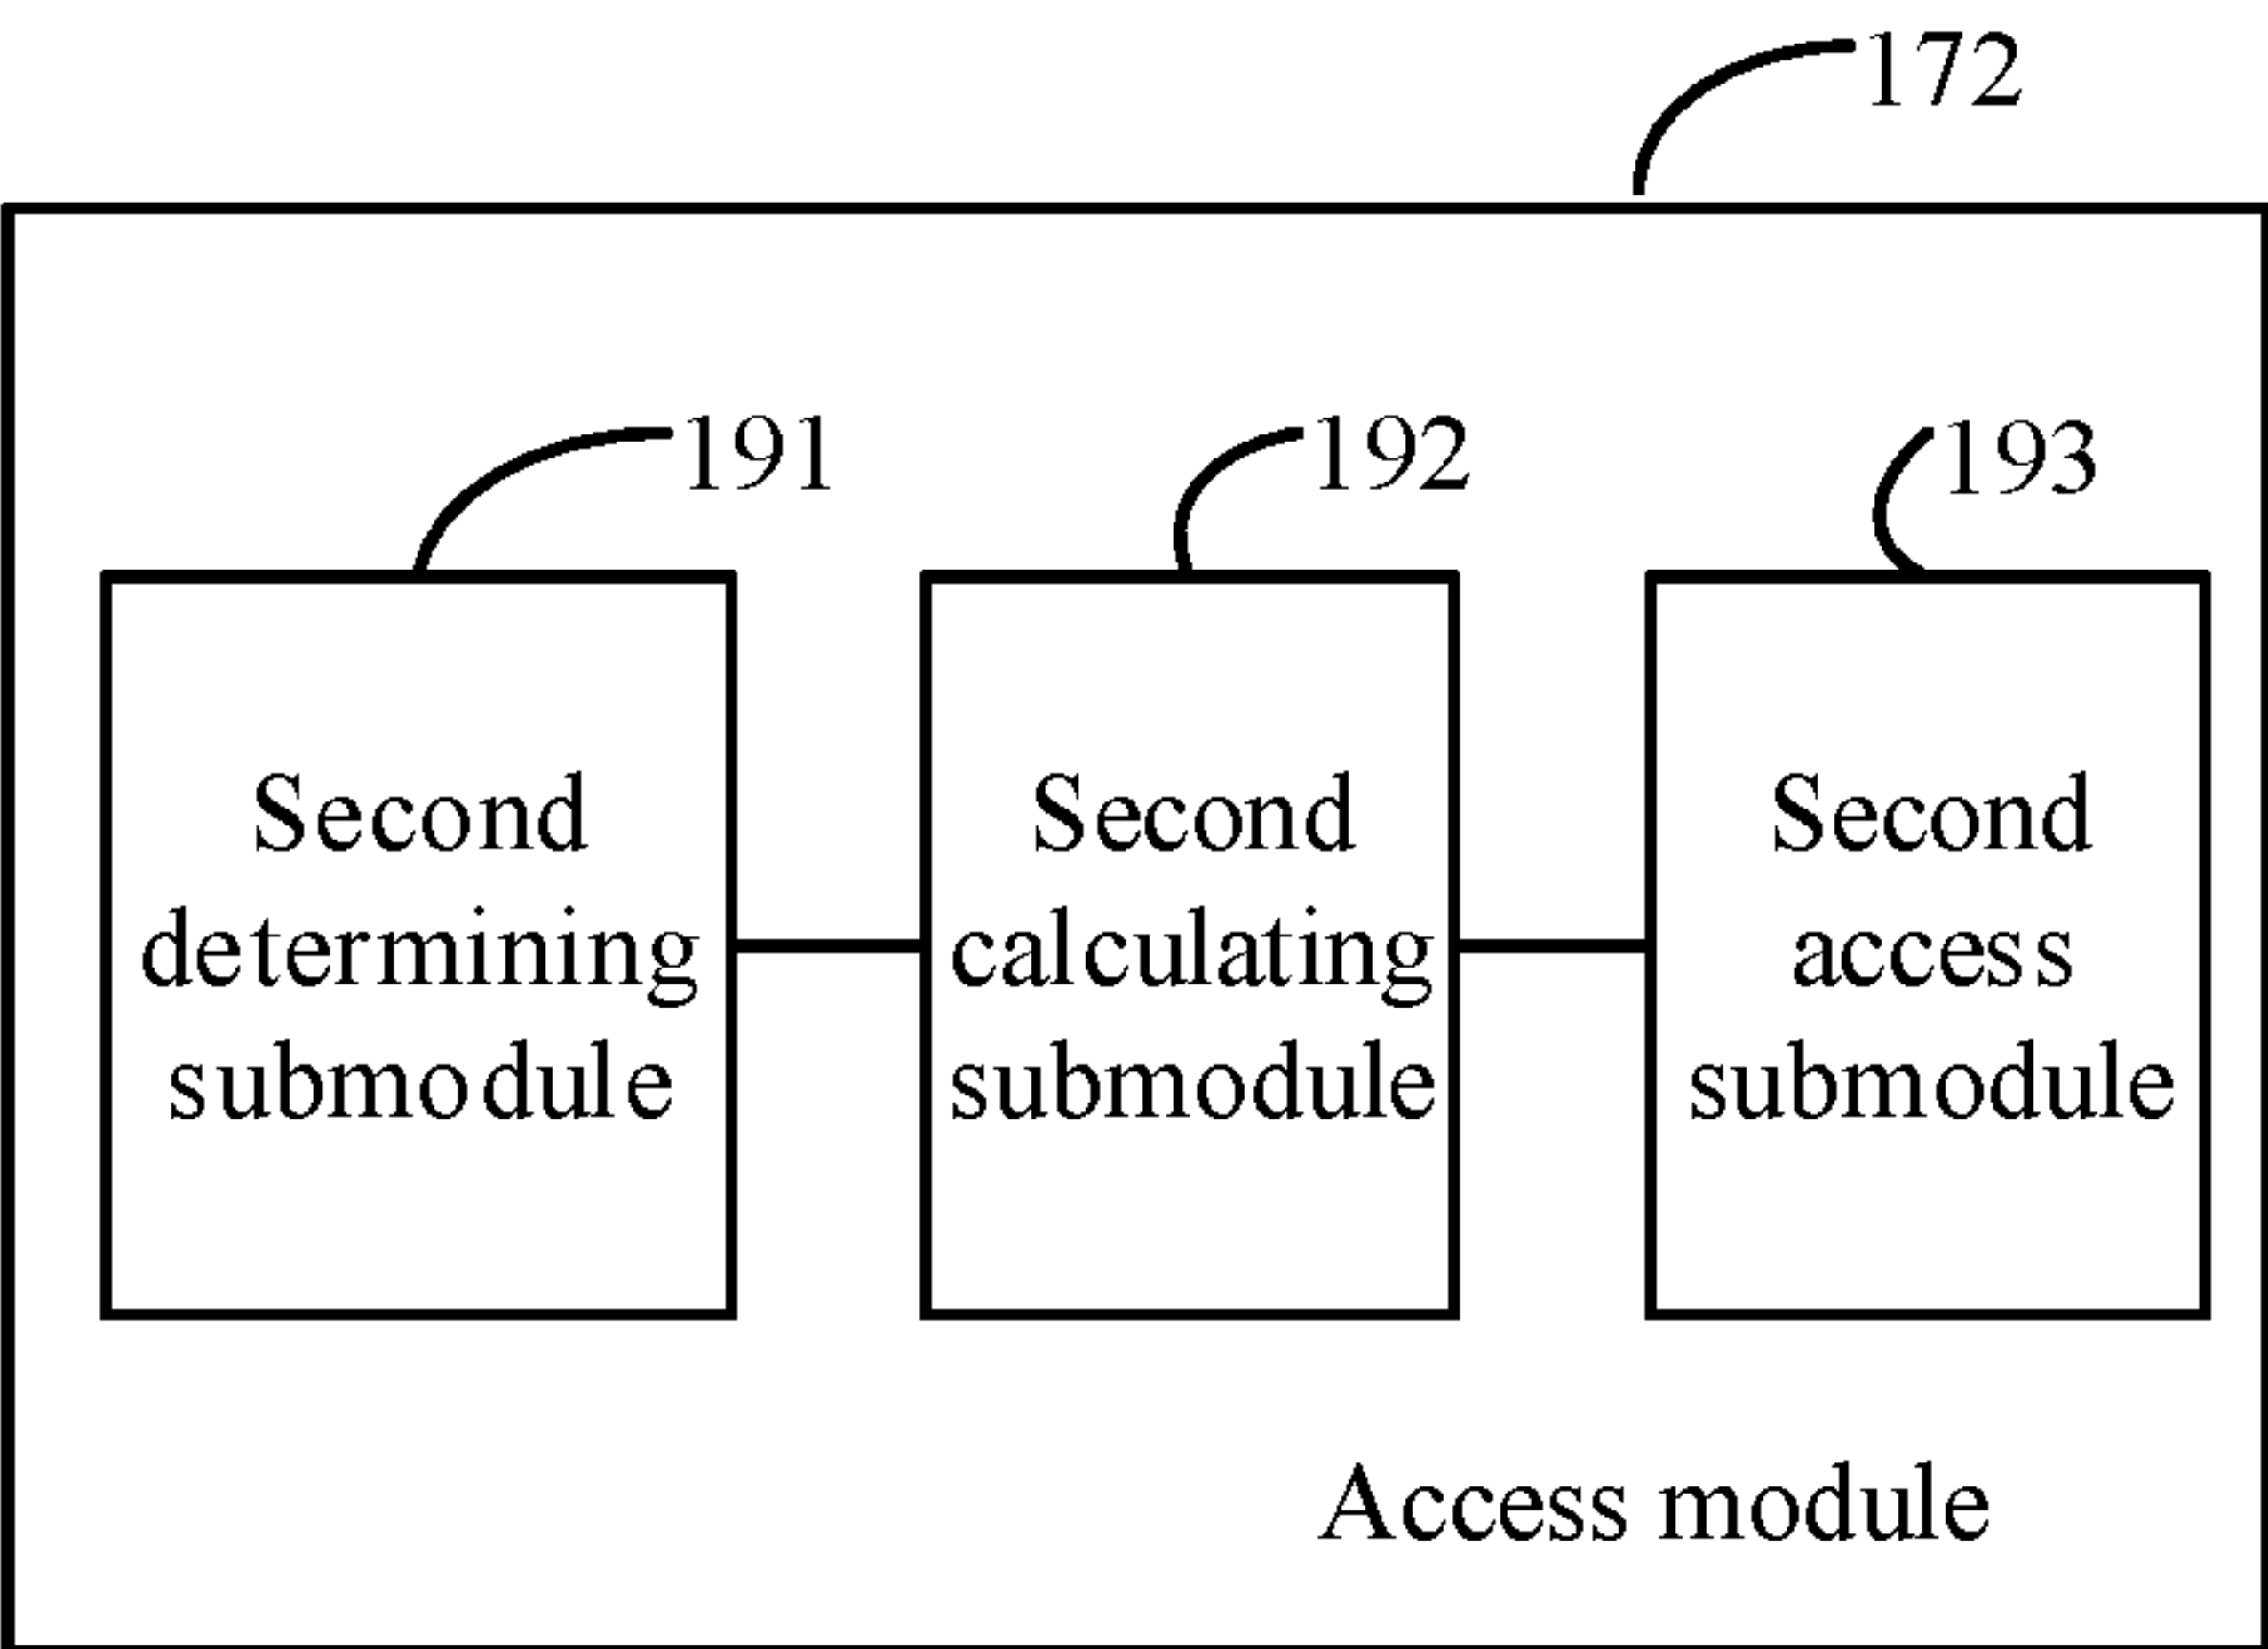 172
191
192
193
Second
determining
submodule
Second
calculating
submodule
Second
access
submodule
Access module